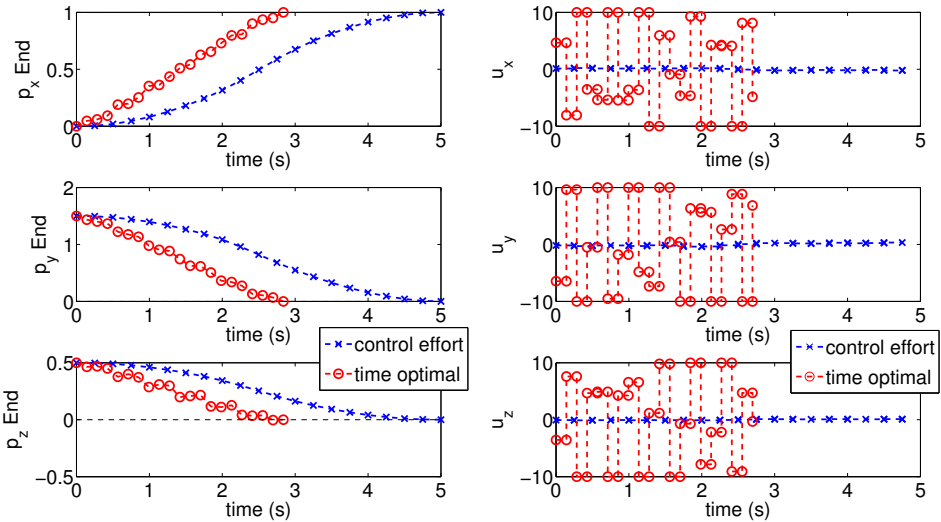 1
0.5
0
p_x End
0 1 2 3 4 5
time (s)
10
0
−10
u_x
0 1 2 3 4 5
time (s)
2
1
0
p_y End
0 1 2 3 4 5
time (s)
10
0
−10
u_y
0 1 2 3 4 5
time (s)
0.5
0
−0.5
p_z End
0 1 2 3 4 5
time (s)
control effort
time optimal
10
0
−10
u_z
0 1 2 3 4 5
time (s)
control effort
time optimal